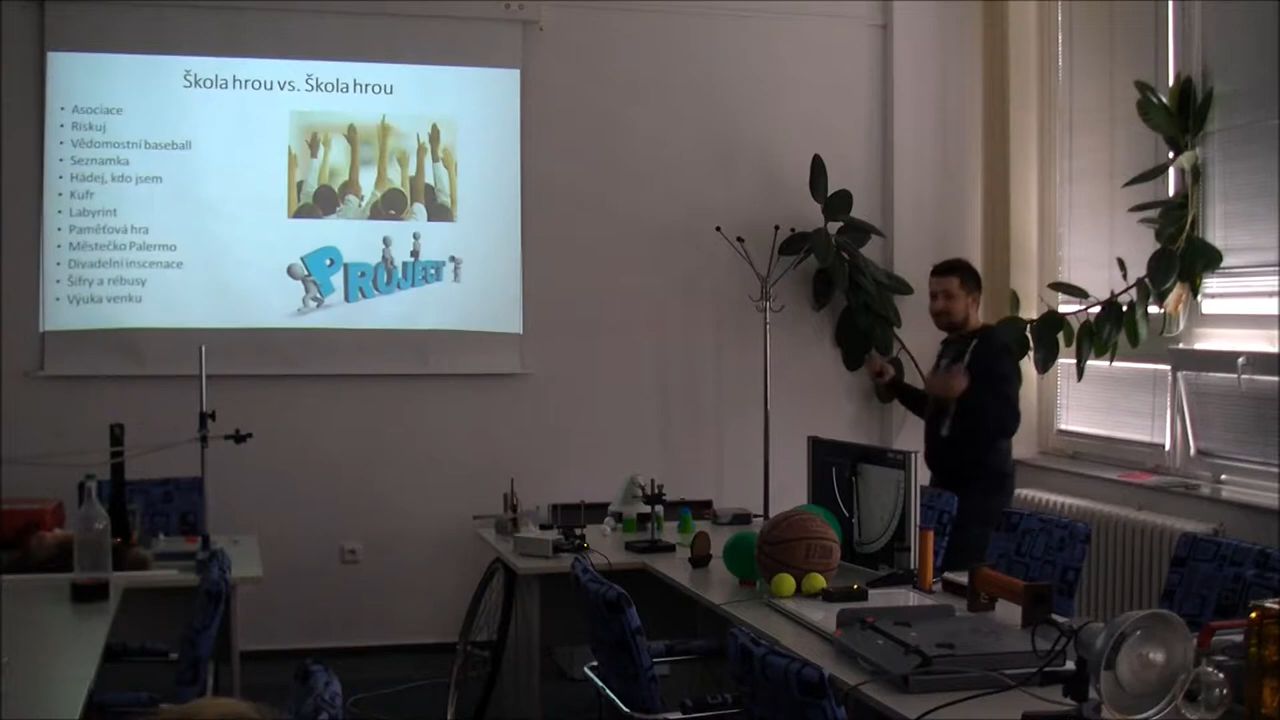 Škola hrou vs. Škola hrou
• Asociace
• Riskuj
• Vědomostní baseball
• Seznamka
• Hádej, kdo jsem
• Kufr
• Labyrint
• Paměťová hra
• Městečko Palermo
• Divadelní inscenace
• Šifry a rébusy
• Výuka venku
PROJECT